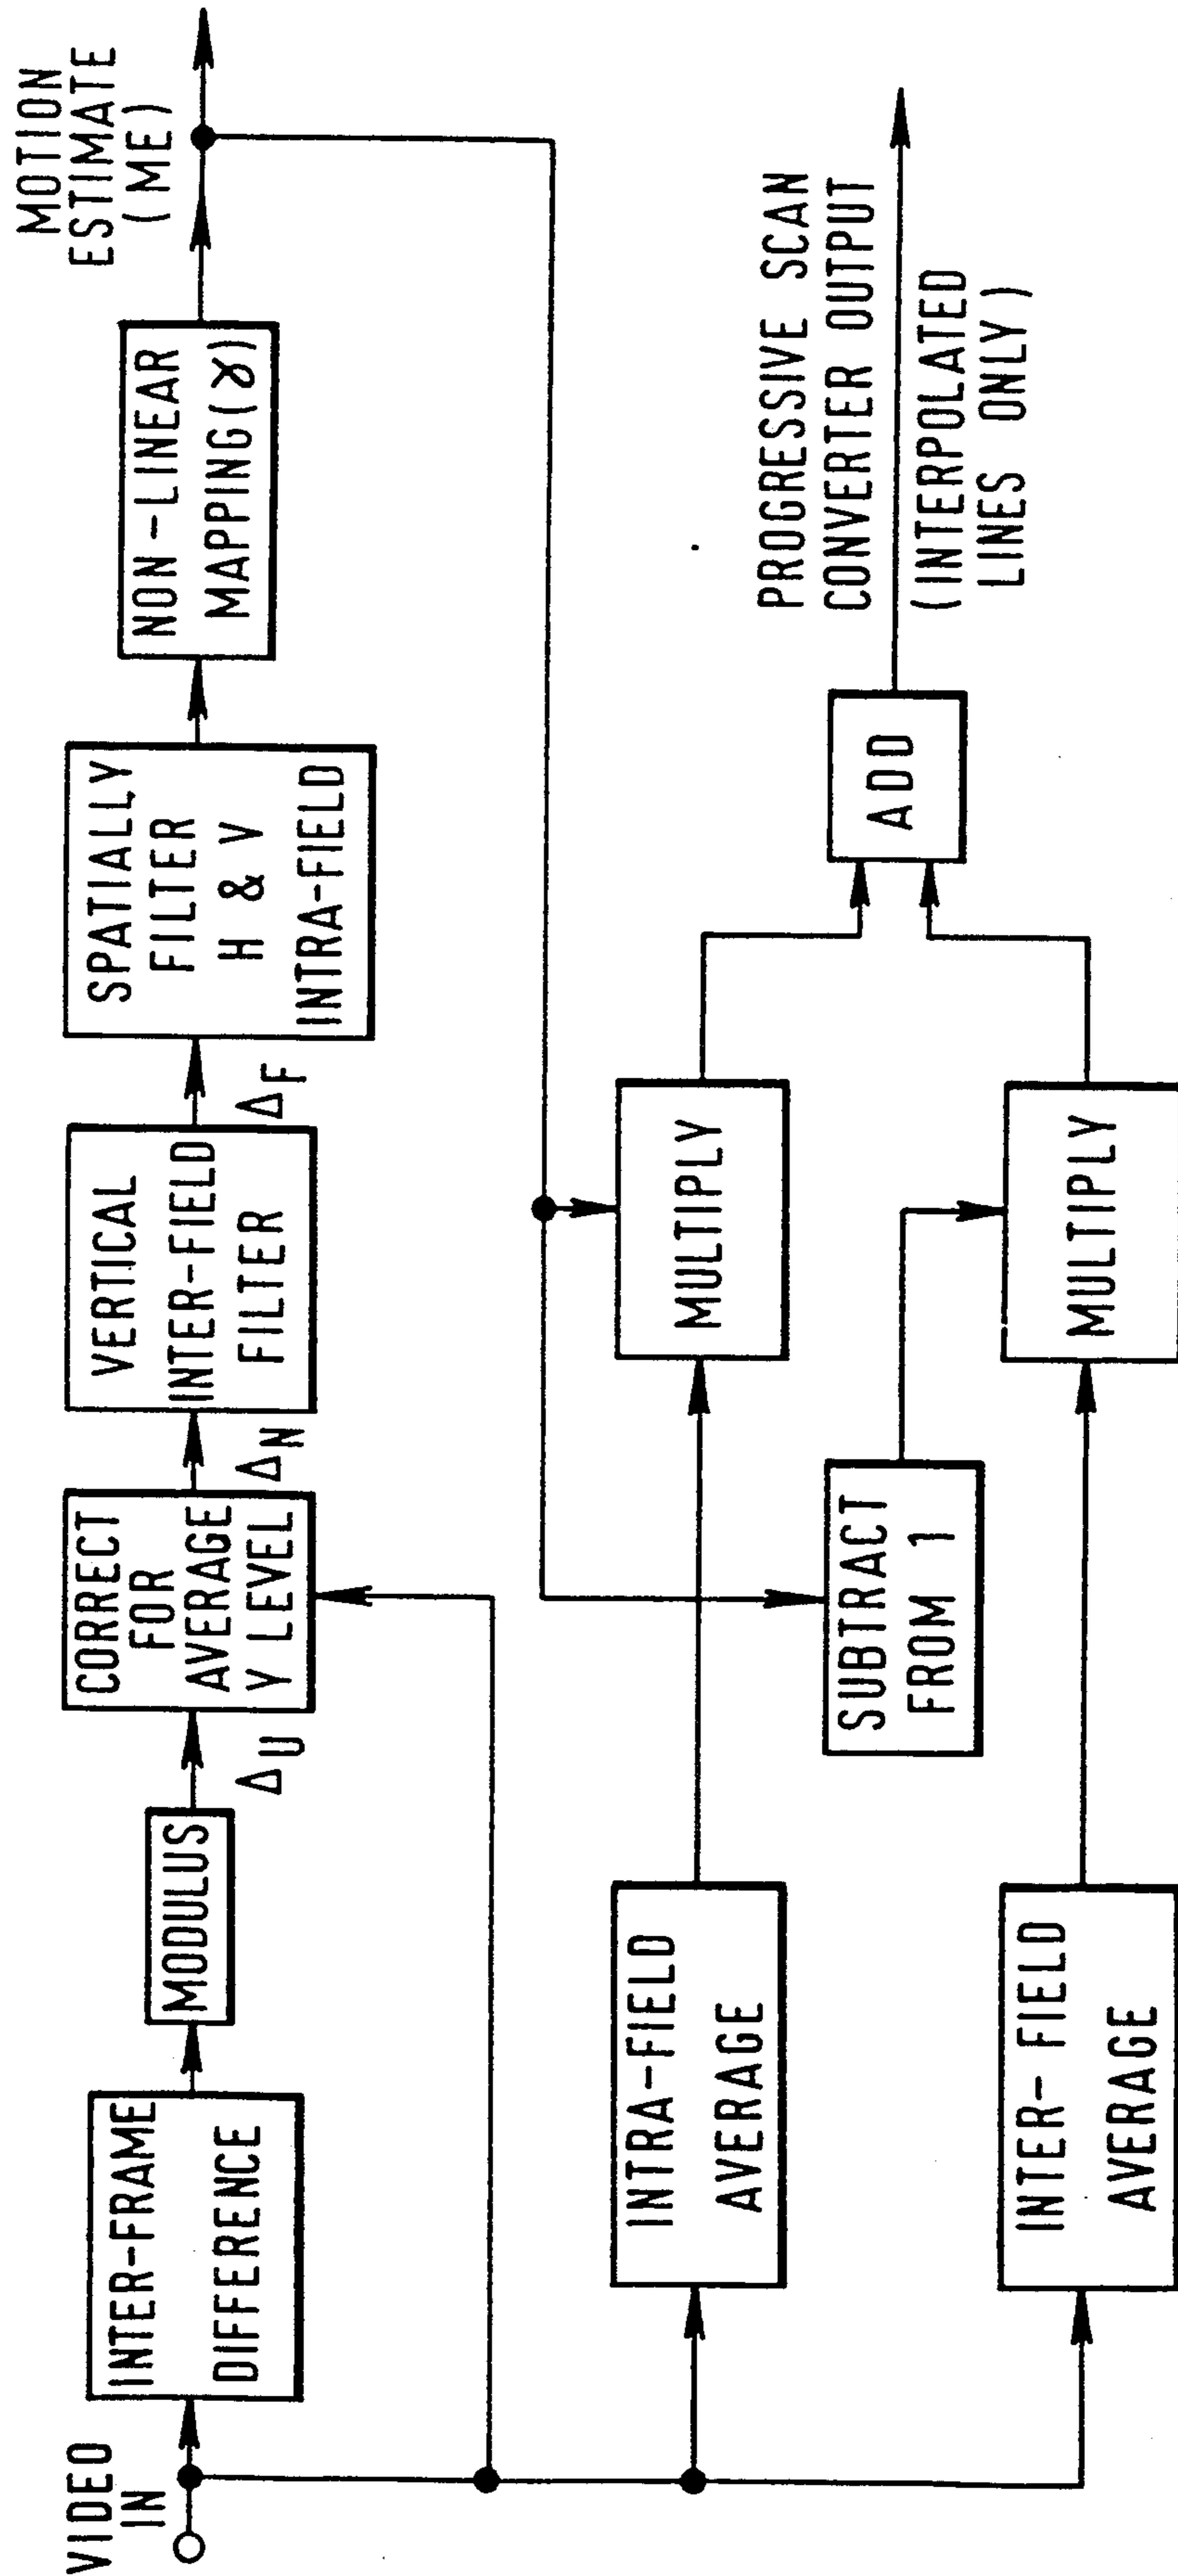 VIDEO
IN
INTER-FRAME
DIFFERENCE
MODULUS
ΔU
CORRECT
FOR
AVERAGE
Y LEVEL
ΔN
VERTICAL
INTER-FIELD
FILTER
ΔF
SPATIALLY
FILTER
H & V
INTRA-FIELD
NON-LINEAR
MAPPING(γ)
MOTION
ESTIMATE
(ME)
INTRA-FIELD
AVERAGE
MULTIPLY
SUBTRACT
FROM 1
INTER-FIELD
AVERAGE
MULTIPLY
ADD
PROGRESSIVE SCAN
CONVERTER OUTPUT
(INTERPOLATED
LINES ONLY)